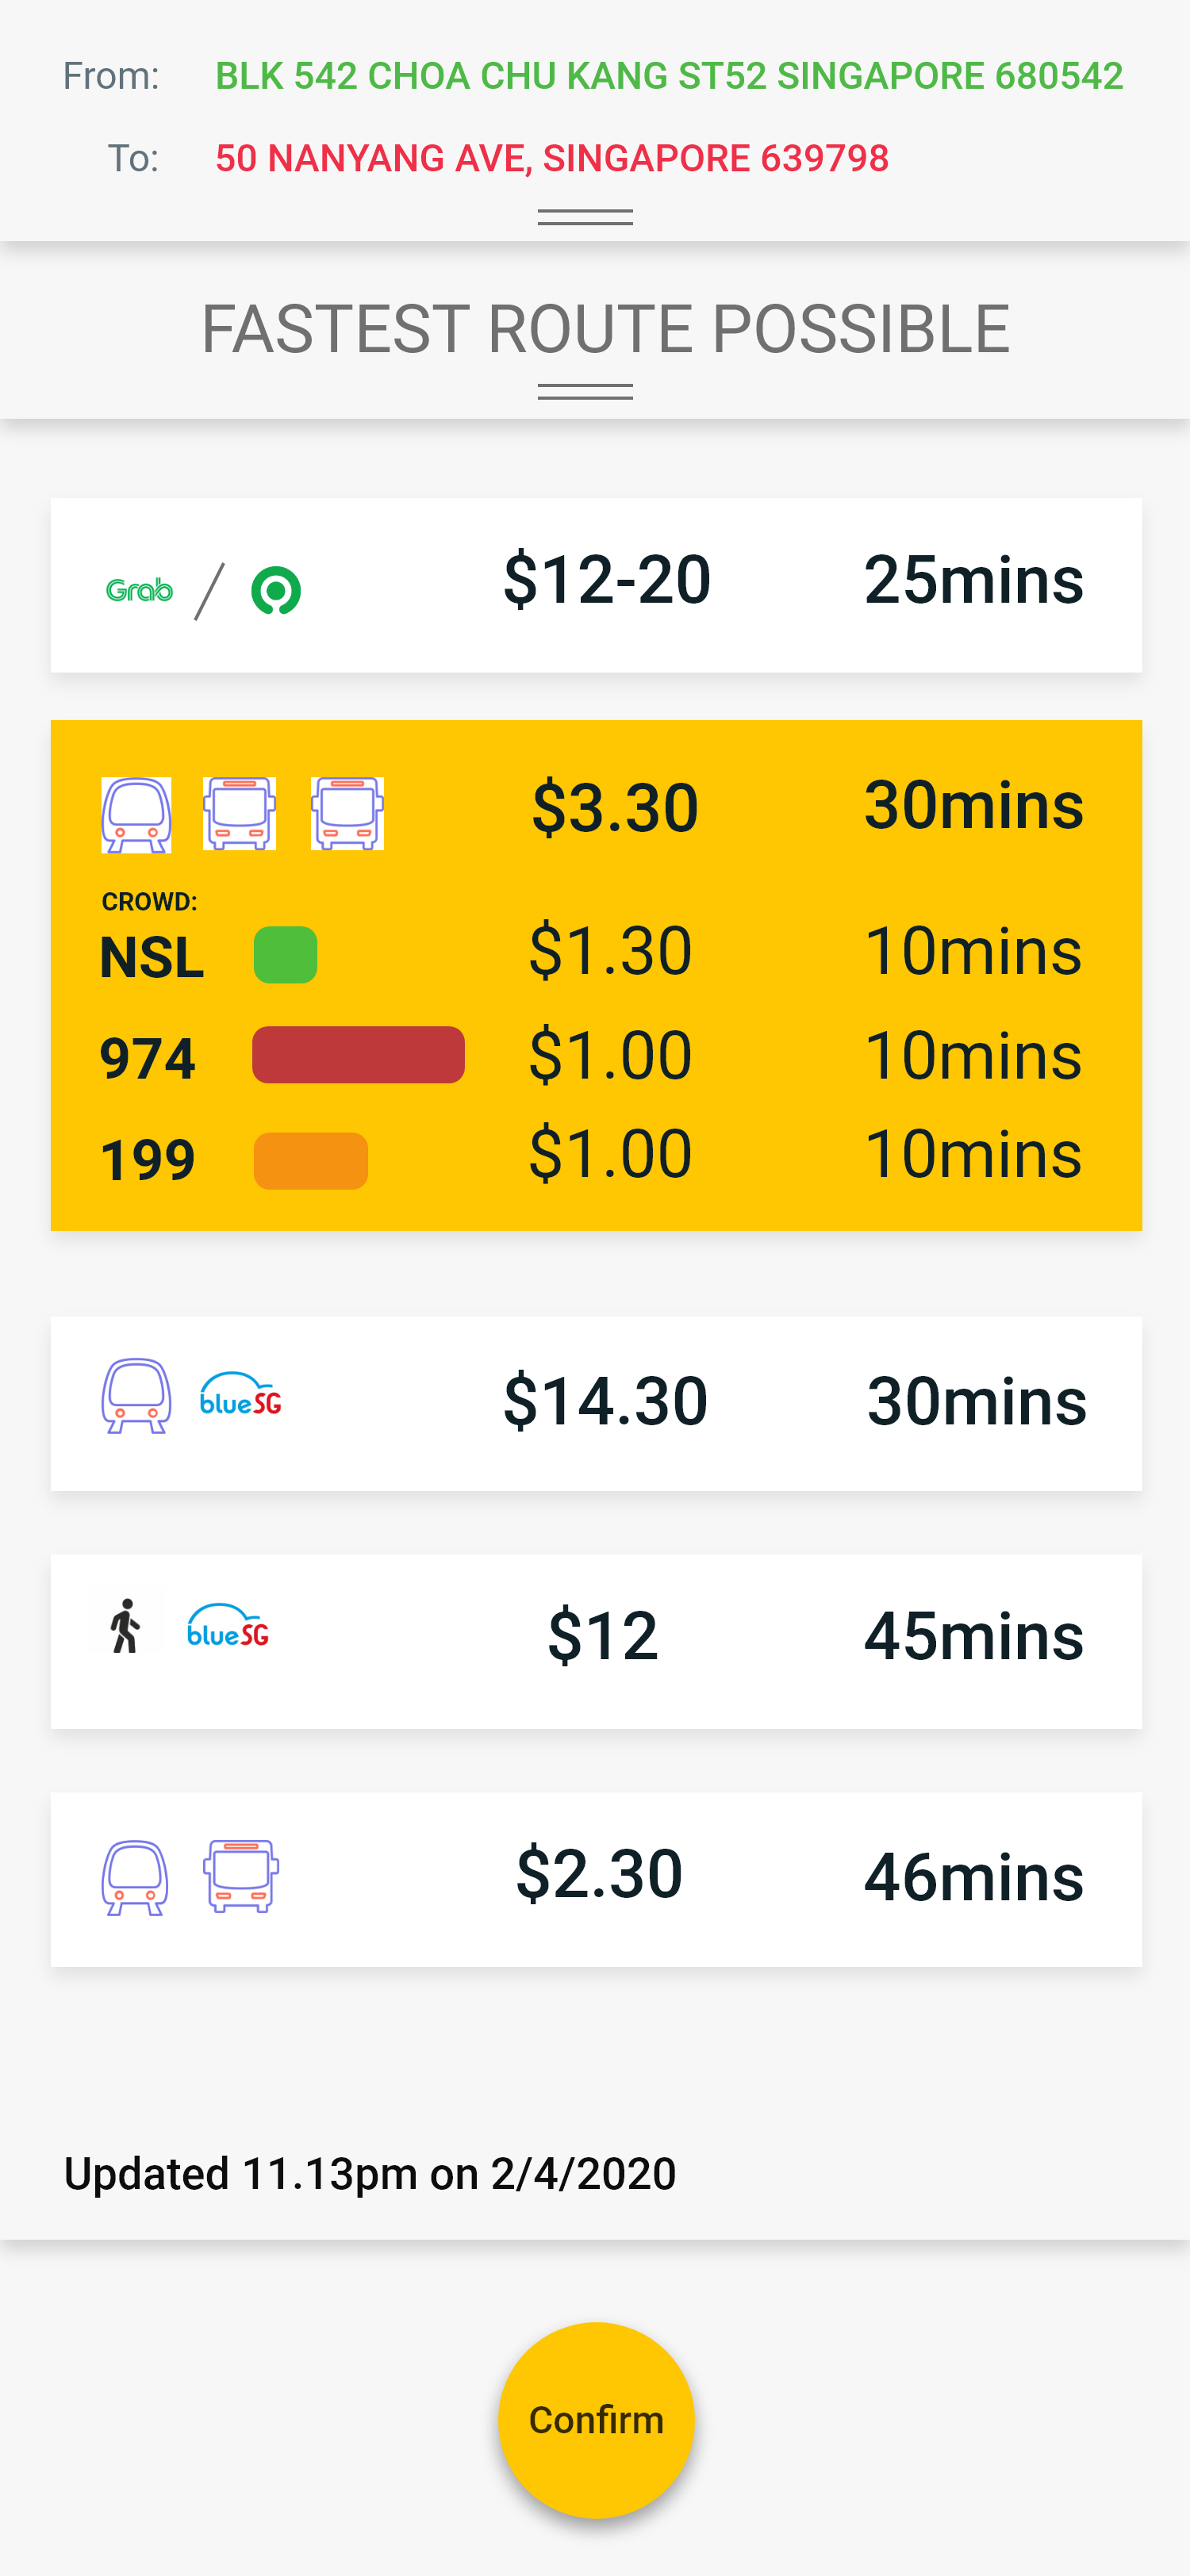 From: BLK 542 CHOA CHU KANG ST52 SINGAPORE 680542
To: 50 NANYANG AVE, SINGAPORE 639798
FASTEST ROUTE POSSIBLE
Grab / $12-20 25mins
$3.30 30mins
CROWD:
NSL $1.30 10mins
974 $1.00 10mins
199 $1.00 10mins
blueSG $14.30 30mins
blueSG $12 45mins
$2.30 46mins
Updated 11.13pm on 2/4/2020
Confirm